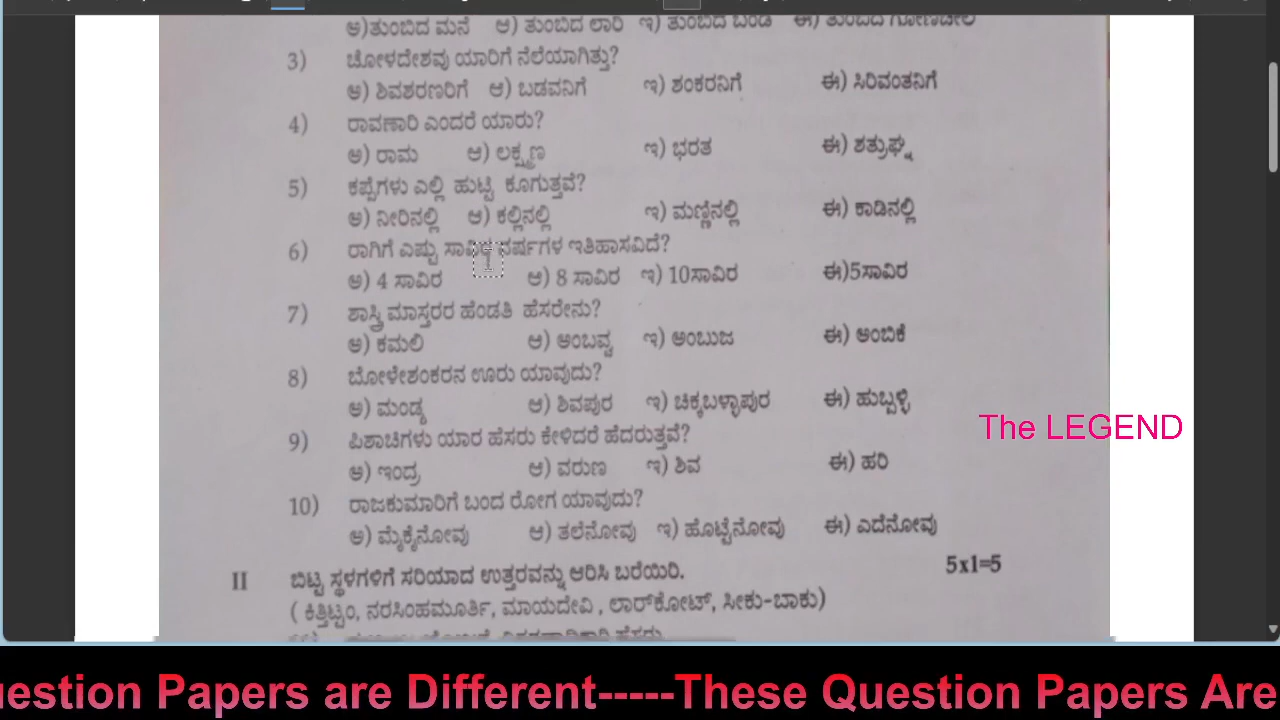 ಅ)ತುಂಬಿದ ಮನೆ ಆ) ತುಂಬಿದ ಲಾರಿ ಇ) ತುಂಬಿದ ಬಂಡಿ ಈ) ತುಂಬಿದ ಗೋಣಿಚೀಲ
3) ಚೋಳದೇಶವು ಯಾರಿಗೆ ನೆಲೆಯಾಗಿತ್ತು?
ಅ) ಶಿವಶರಣರಿಗೆ ಆ) ಬಡವನಿಗೆ ಇ) ಶಂಕರನಿಗೆ ಈ) ಸಿರಿವಂತನಿಗೆ
4) ರಾವಣಾರಿ ಎಂದರೆ ಯಾರು?
ಅ) ರಾಮ ಆ) ಲಕ್ಷ್ಮಣ ಇ) ಭರತ ಈ) ಶತ್ರುಘ್ನ
5) ಕಪ್ಪೆಗಳು ಎಲ್ಲಿ ಹುಟ್ಟಿ ಕೂಗುತ್ತವೆ?
ಅ) ನೀರಿನಲ್ಲಿ ಆ) ಕಲ್ಲಿನಲ್ಲಿ ಇ) ಮಣ್ಣಿನಲ್ಲಿ ಈ) ಕಾಡಿನಲ್ಲಿ
6) ರಾಗಿಗೆ ಎಷ್ಟು ಸಾವಿರ ವರ್ಷಗಳ ಇತಿಹಾಸವಿದೆ?
ಅ) 4 ಸಾವಿರ ಆ) 8 ಸಾವಿರ ಇ) 10ಸಾವಿರ ಈ)5ಸಾವಿರ
7) ಶಾಸ್ತ್ರಿ ಮಾಸ್ತರರ ಹೆಂಡತಿ ಹೆಸರೇನು?
ಅ) ಕಮಲಿ ಆ) ಅಂಬವ್ವ ಇ) ಅಂಬುಜ ಈ) ಅಂಬಿಕೆ
8) ಬೋಳೇಶಂಕರನ ಊರು ಯಾವುದು?
ಅ) ಮಂಡ್ಯ ಆ) ಶಿವಪುರ ಇ) ಚಿಕ್ಕಬಳ್ಳಾಪುರ ಈ) ಹುಬ್ಬಳ್ಳಿ
The LEGEND
9) ಪಿಶಾಚಿಗಳು ಯಾರ ಹೆಸರು ಕೇಳಿದರೆ ಹೆದರುತ್ತವೆ?
ಅ) ಇಂದ್ರ ಆ) ವರುಣ ಇ) ಶಿವ ಈ) ಹರಿ
10) ರಾಜಕುಮಾರಿಗೆ ಬಂದ ರೋಗ ಯಾವುದು?
ಅ) ಮೈಕೈನೋವು ಆ) ತಲೆನೋವು ಇ) ಹೊಟ್ಟೆನೋವು ಈ) ಎದೆನೋವು
II ಬಿಟ್ಟ ಸ್ಥಳಗಳಿಗೆ ಸರಿಯಾದ ಉತ್ತರವನ್ನು ಆರಿಸಿ ಬರೆಯಿರಿ. 5x1=5
( ಕಿತ್ತಿಟ್ಟಂ, ನರಸಿಂಹಮೂರ್ತಿ, ಮಾಯದೇವಿ , ಲಾರ್‌ಕೋಟ್, ಸೀಕು-ಬಾಕು)
uestion Papers are Different-----These Question Papers Are